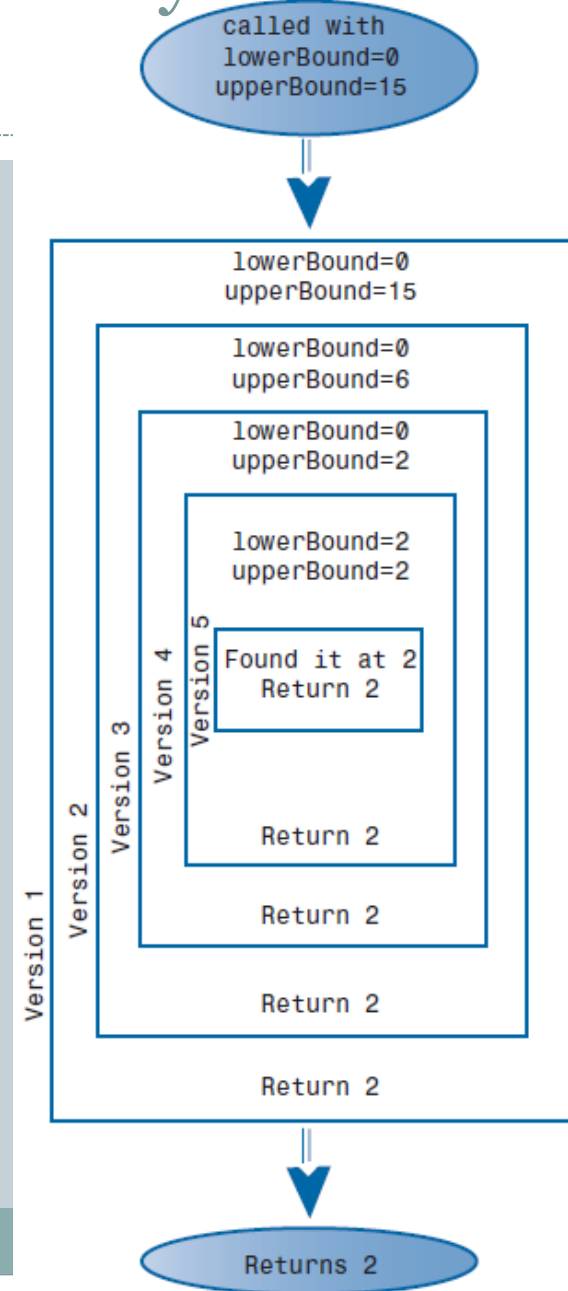 called with
lowerBound=0
upperBound=15
lowerBound=0
upperBound=15
lowerBound=0
upperBound=6
lowerBound=0
upperBound=2
lowerBound=2
upperBound=2
Found it at 2
Return 2
Return 2
Return 2
Return 2
Return 2
Version 5
Version 4
Version 3
Version 2
Version 1
Returns 2